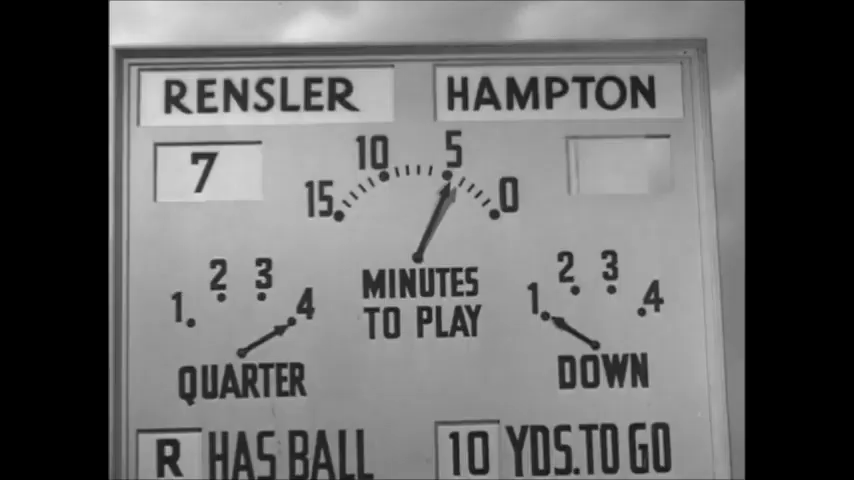 RENSLER HAMPTON
7
15 10 5 0
MINUTES
TO PLAY
1 2 3 4
QUARTER
1 2 3 4
DOWN
R HAS BALL
10 YDS. TO GO